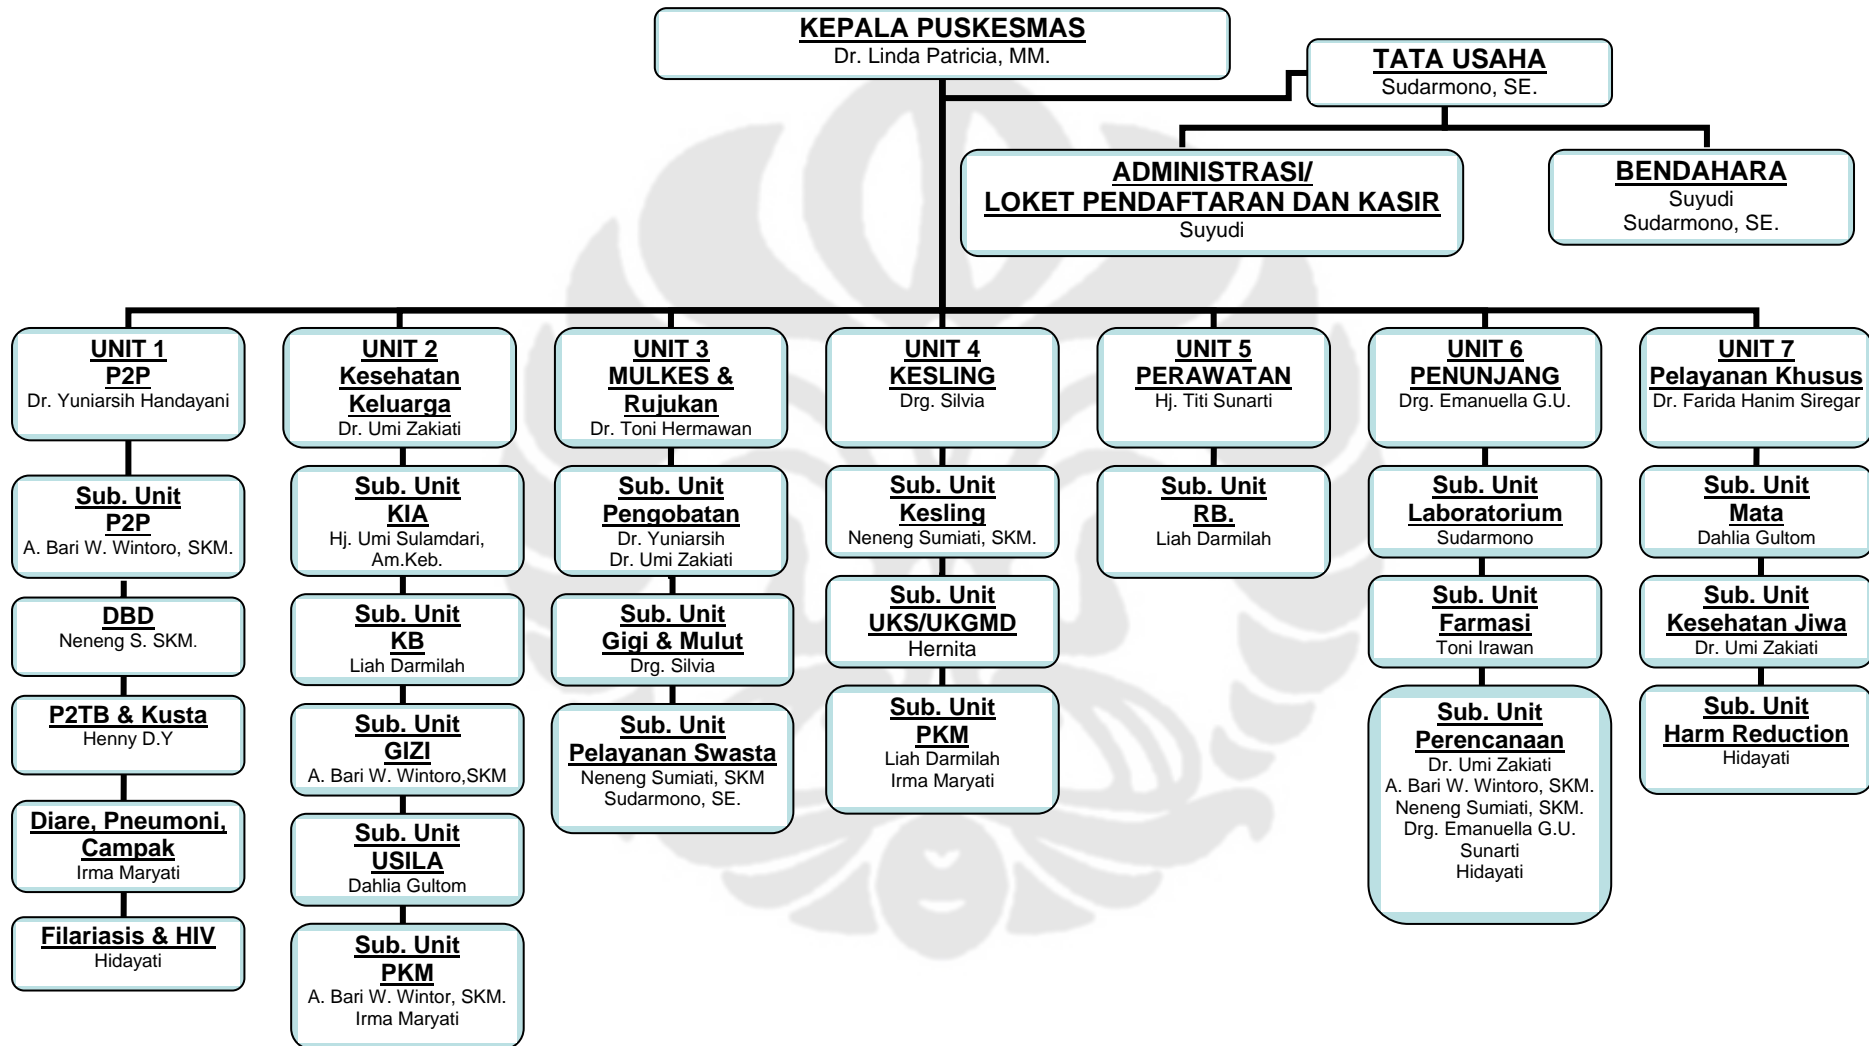 KEPALA PUSKESMAS
Dr. Linda Patricia, MM.
TATA USAHA
Sudarmono, SE.
ADMINISTRASI/
LOKET PENDAFTARAN DAN KASIR
Suyudi
BENDAHARA
Suyudi
Sudarmono, SE.
UNIT 1
P2P
Dr. Yuniarsih Handayani
UNIT 2
Kesehatan
Keluarga
Dr. Umi Zakiati
UNIT 3
MULKES &
Rujukan
Dr. Toni Hermawan
UNIT 4
KESLING
Drg. Silvia
UNIT 5
PERAWATAN
Hj. Titi Sunarti
UNIT 6
PENUNJANG
Drg. Emanuella G.U.
UNIT 7
Pelayanan Khusus
Dr. Farida Hanim Siregar
Sub. Unit
P2P
A. Bari W. Wintoro, SKM.
DBD
Neneng S. SKM.
P2TB & Kusta
Henny D.Y
Diare, Pneumoni,
Campak
Irma Maryati
Filariasis & HIV
Hidayati
Sub. Unit
KIA
Hj. Umi Sulamdari,
Am.Keb.
Sub. Unit
KB
Liah Darmilah
Sub. Unit
GIZI
A. Bari W. Wintoro,SKM
Sub. Unit
USILA
Dahlia Gultom
Sub. Unit
PKM
A. Bari W. Wintor, SKM.
Irma Maryati
Sub. Unit
Pengobatan
Dr. Yuniarsih
Dr. Umi Zakiati
Sub. Unit
Gigi & Mulut
Drg. Silvia
Sub. Unit
Pelayanan Swasta
Neneng Sumiati, SKM
Sudarmono, SE.
Sub. Unit
Kesling
Neneng Sumiati, SKM.
Sub. Unit
UKS/UKGMD
Hernita
Sub. Unit
PKM
Liah Darmilah
Irma Maryati
Sub. Unit
RB.
Liah Darmilah
Sub. Unit
Laboratorium
Sudarmono
Sub. Unit
Farmasi
Toni Irawan
Sub. Unit
Perencanaan
Dr. Umi Zakiati
A. Bari W. Wintoro, SKM.
Neneng Sumiati, SKM.
Drg. Emanuella G.U.
Sunarti
Hidayati
Sub. Unit
Mata
Dahlia Gultom
Sub. Unit
Kesehatan Jiwa
Dr. Umi Zakiati
Sub. Unit
Harm Reduction
Hidayati